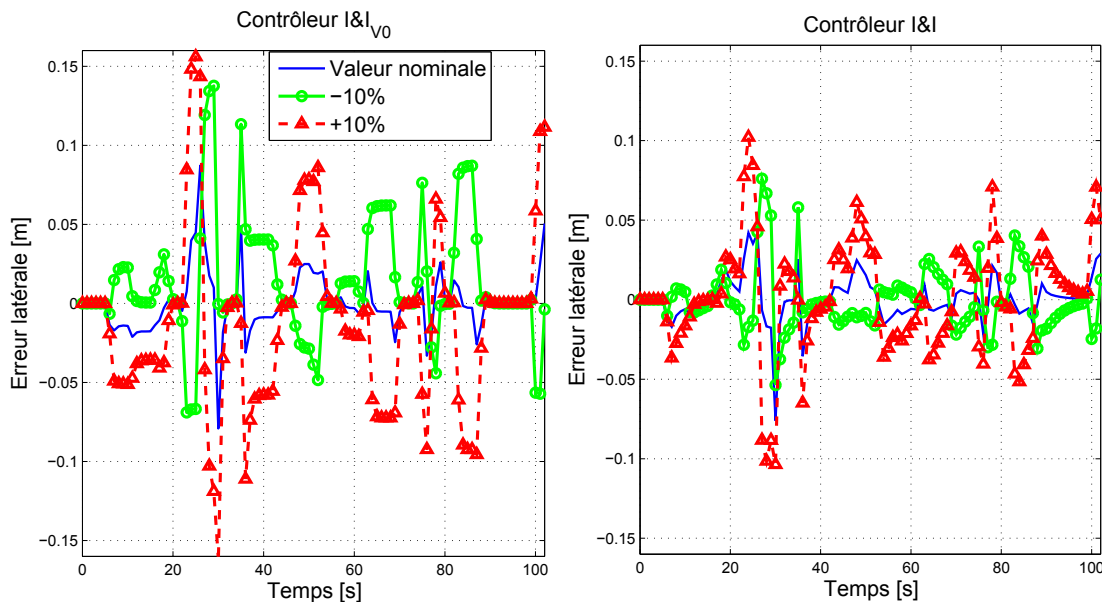 Contrôleur I&I_V0
0.15
0.1
0.05
0
−0.05
−0.1
−0.15
Erreur latérale [m]
0 20 40 60 80 100
Temps [s]
Valeur nominale
−10%
+10%
Contrôleur I&I
0.15
0.1
0.05
0
−0.05
−0.1
−0.15
Erreur latérale [m]
0 20 40 60 80 100
Temps [s]